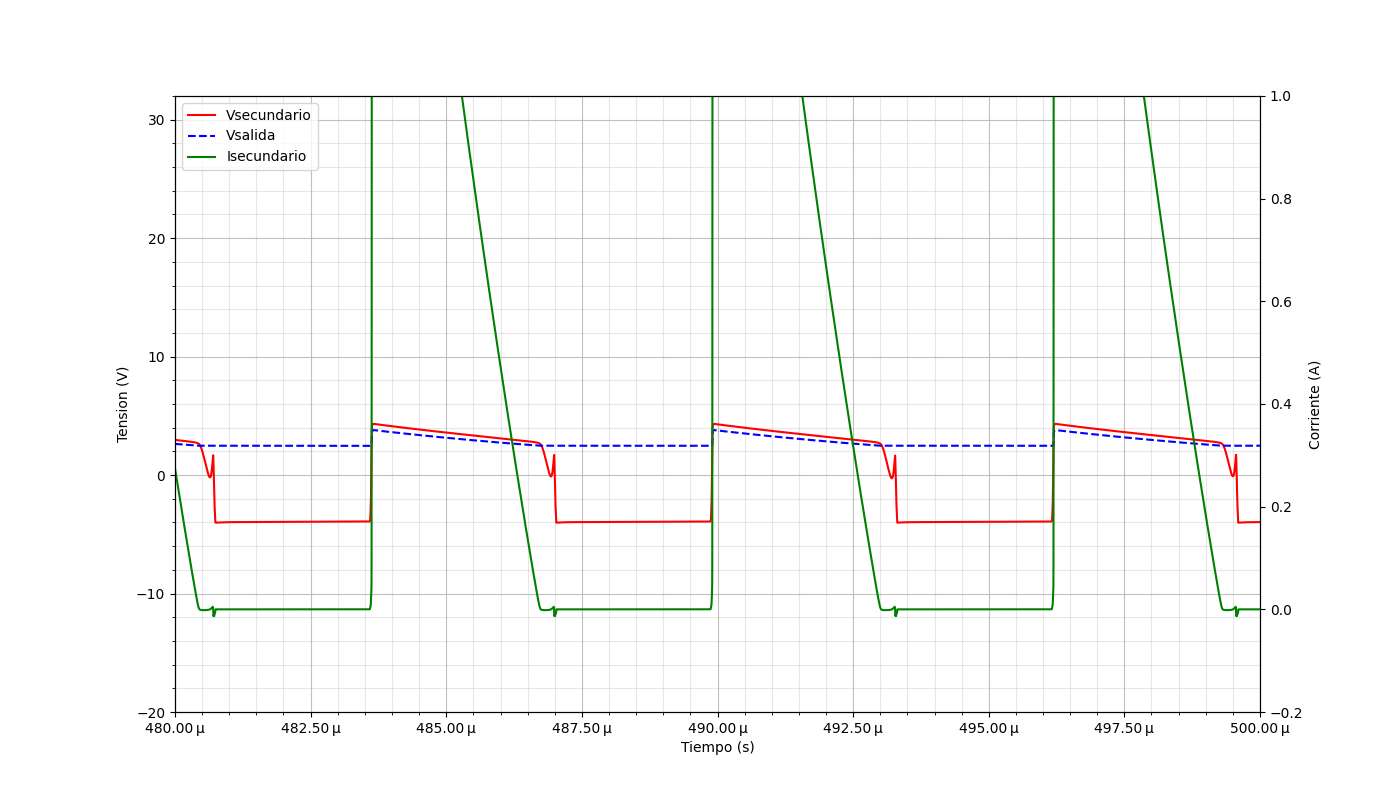 Vsecundario
Vsalida
Isecundario
30
20
10
0
−10
−20
Tension (V)
1.0
0.8
0.6
0.4
0.2
0.0
−0.2
Corriente (A)
480.00 µ 482.50 µ 485.00 µ 487.50 µ 490.00 µ 492.50 µ 495.00 µ 497.50 µ 500.00 µ
Tiempo (s)